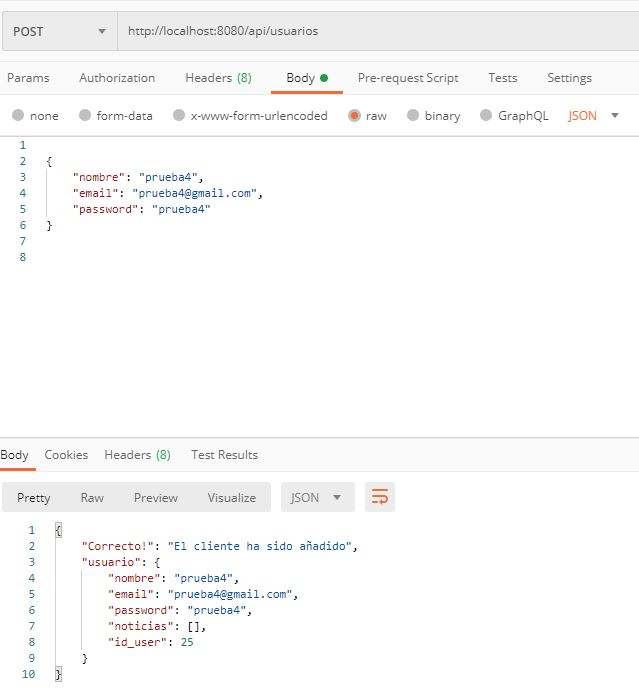 POST http://localhost:8080/api/usuarios
Params Authorization Headers (8) Body Pre-request Script Tests Settings
none form-data x-www-form-urlencoded raw binary GraphQL JSON
1
2 {
3 "nombre": "prueba4",
4 "email": "prueba4@gmail.com",
5 "password": "prueba4"
6 }
7
8
Body Cookies Headers (8) Test Results
Pretty Raw Preview Visualize JSON
1 {
2 "Correcto!": "El cliente ha sido añadido",
3 "usuario": {
4 "nombre": "prueba4",
5 "email": "prueba4@gmail.com",
6 "password": "prueba4",
7 "noticias": [],
8 "id_user": 25
9 }
10 }